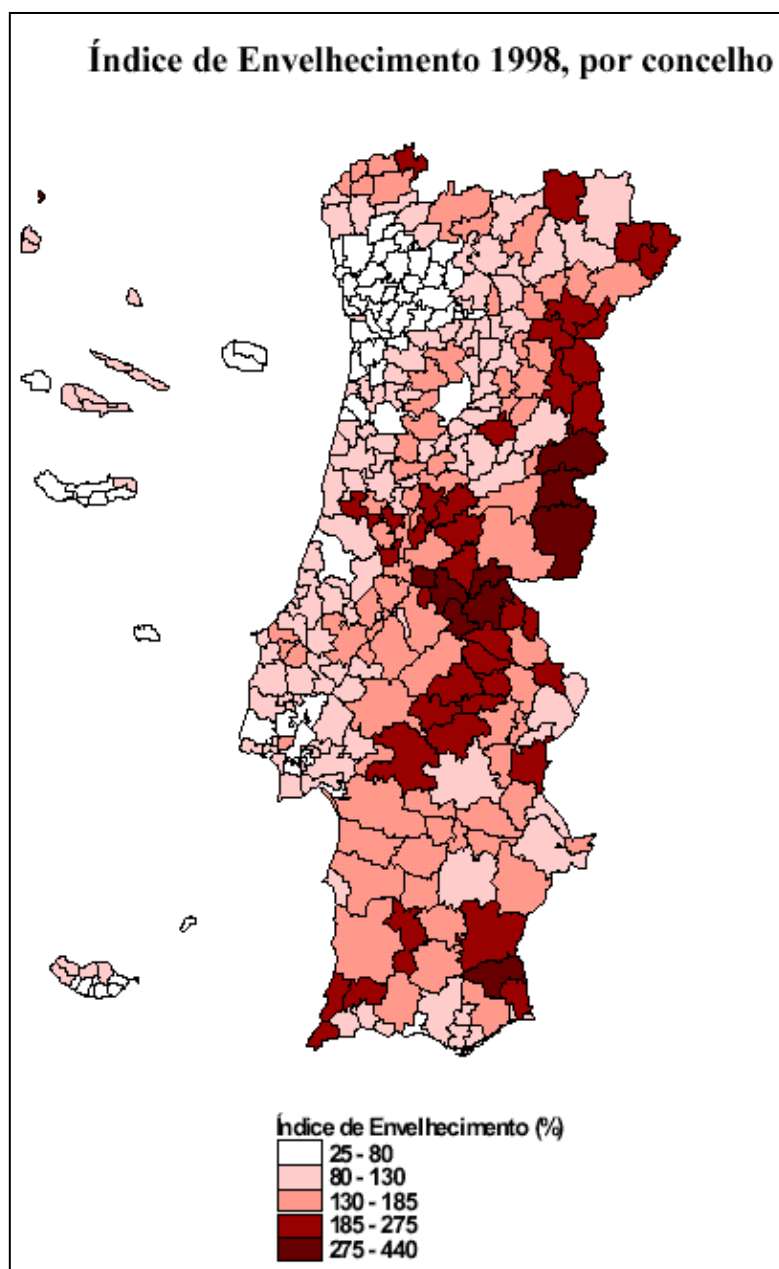 Índice de Envelhecimento 1998, por concelho
Índice de Envelhecimento (%)
25 - 80
80 - 130
130 - 185
185 - 275
275 - 440